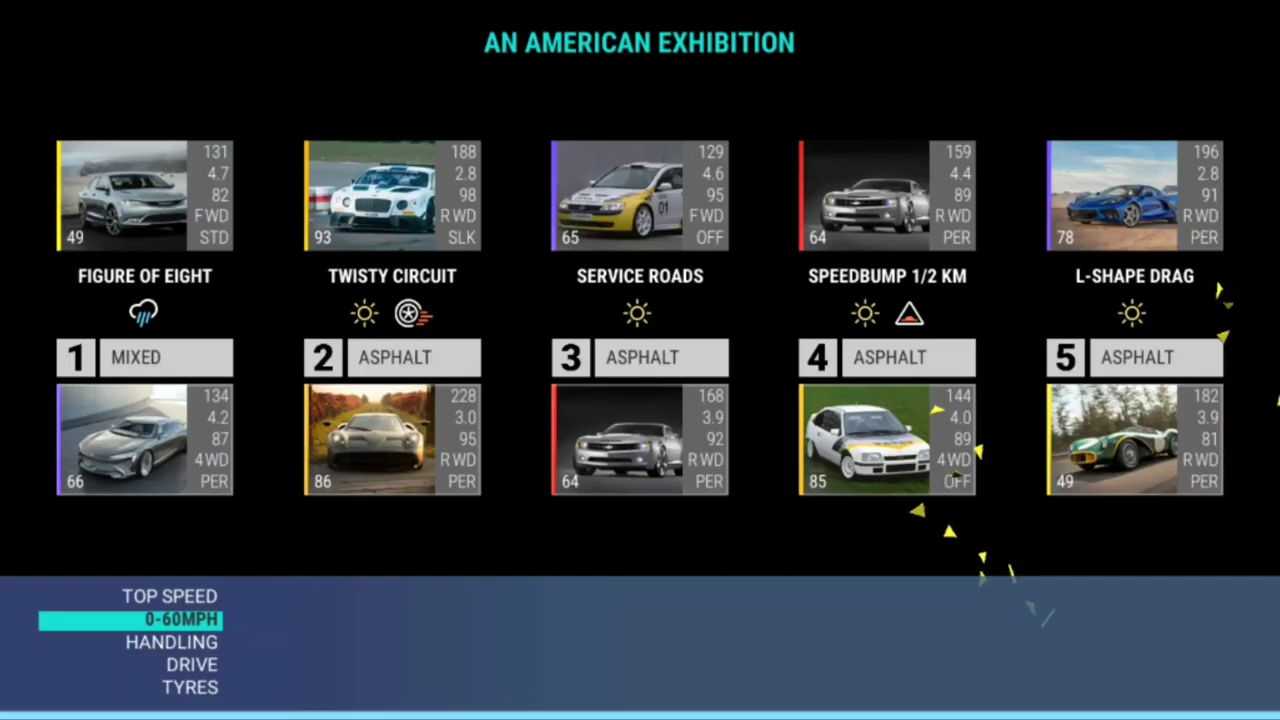 AN AMERICAN EXHIBITION
131
4.7
82
FWD
49 STD
188
2.8
98
RWD
93 SLK
129
4.6
95
FWD
01
65 OFF
159
4.4
89
RWD
64 PER
196
2.8
91
RWD
78 PER
FIGURE OF EIGHT
TWISTY CIRCUIT
SERVICE ROADS
SPEEDBUMP 1/2 KM
L-SHAPE DRAG
1 MIXED
2 ASPHALT
3 ASPHALT
4 ASPHALT
5 ASPHALT
134
4.2
87
4WD
66 PER
228
3.0
95
RWD
86 PER
168
3.9
92
RWD
64 PER
144
4.0
89
4WD
85 OFF
182
3.9
81
RWD
49 PER
TOP SPEED
0-60MPH
HANDLING
DRIVE
TYRES